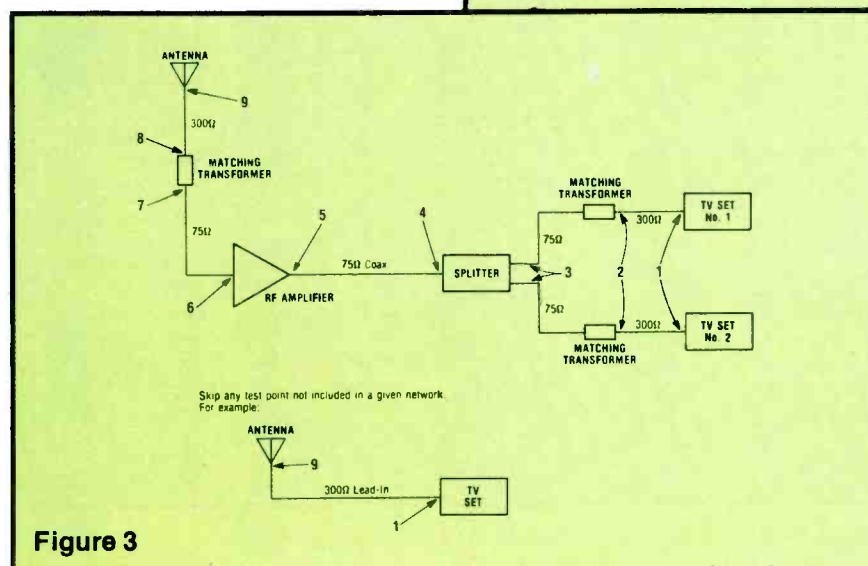 ANTENNA
9
300Ω
8
MATCHING
TRANSFORMER
7
75Ω
5
75Ω Coax
4
6
RF AMPLIFIER
SPLITTER
MATCHING
TRANSFORMER
75Ω
300Ω
TV SET
No. 1
3
2
1
75Ω
300Ω
TV SET
No. 2
MATCHING
TRANSFORMER
Skip any test point not included in a given network.
For example:
ANTENNA
9
300Ω Lead-In
TV
SET
1
Figure 3